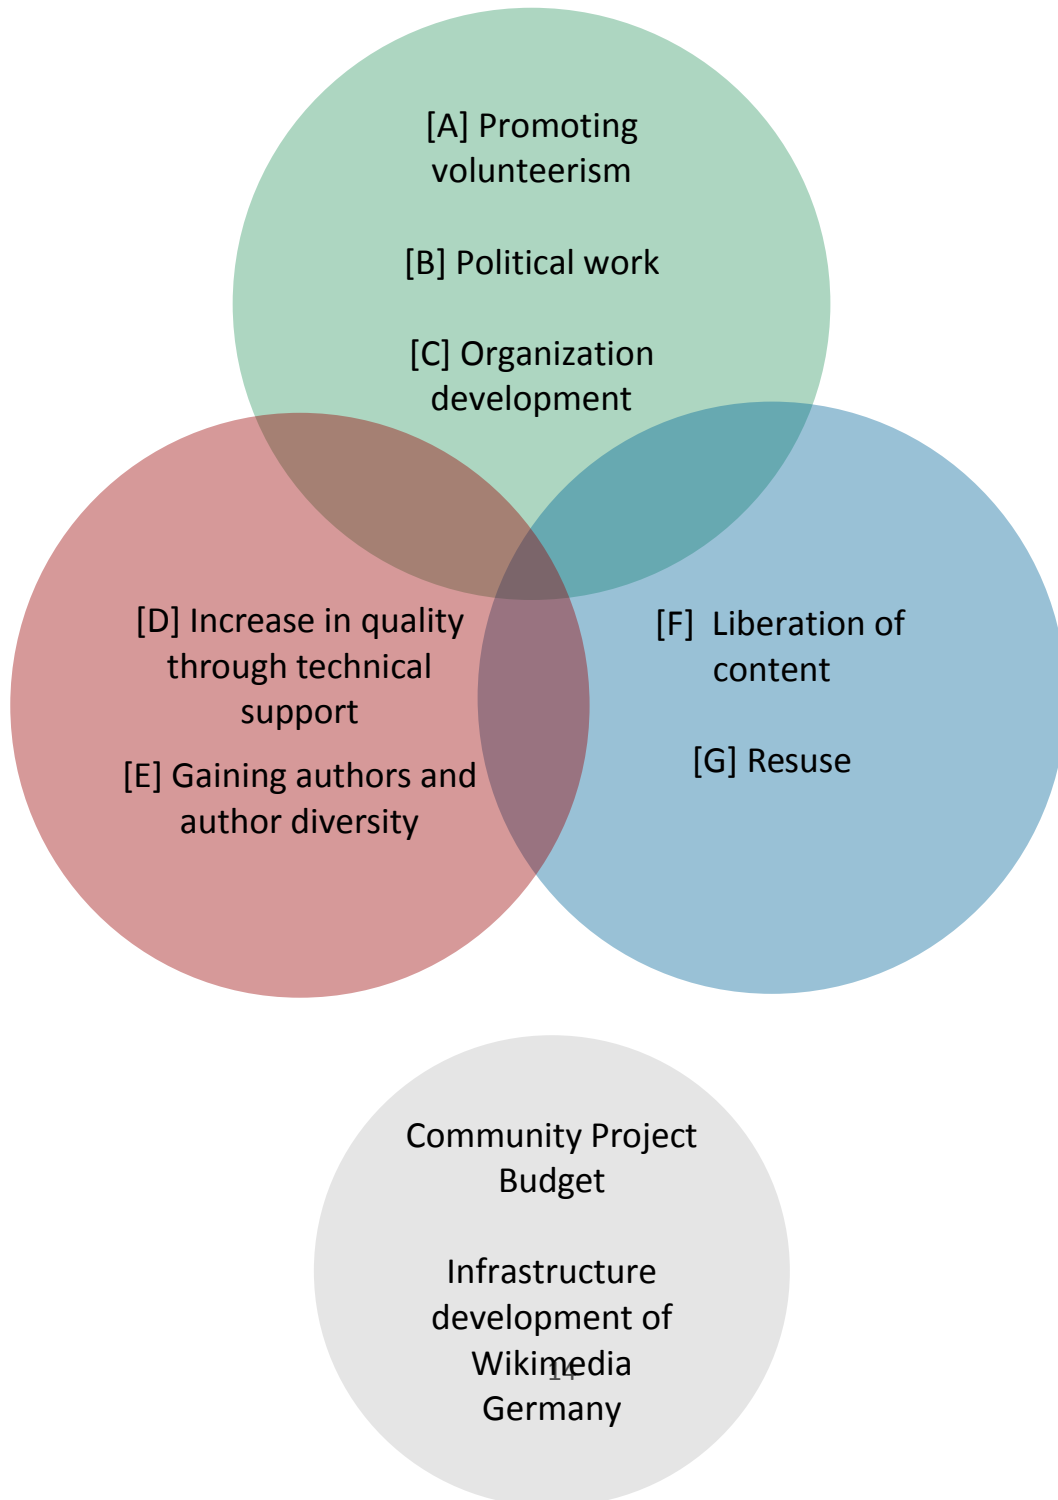 [A] Promoting
volunteerism
[B] Political work
[C] Organization
development
[D] Increase in quality
through technical
support
[E] Gaining authors and
author diversity
[F] Liberation of
content
[G] Resuse
Community Project
Budget
Infrastructure
development of
Wikimedia
14
Germany